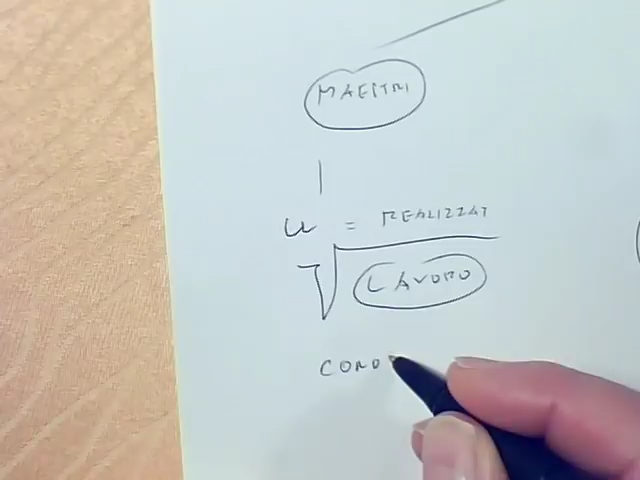 MAESTRI
u = REALIZZAT
LAVORO
CONO